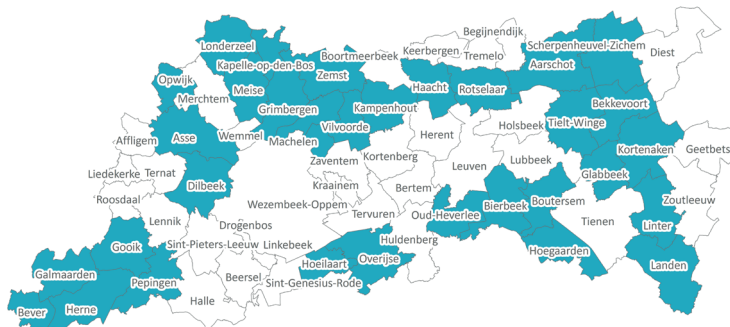 Begijnendijk
Londerzeel
Keerbergen
Scherpenheuvel-Zichem
Boortmeerbeek
Tremelo
Diest
Kapelle-op-den-Bos
Aarschot
Zemst
Opwijk
Meise
Haacht
Rotselaar
Merchtem
Bekkevoort
Grimbergen
Kampenhout
Tielt-Winge
Holsbeek
Vilvoorde
Wemmel
Herent
Asse
Affligem
Machelen
Kortenaken
Geetbets
Zaventem
Kortenberg
Lubbeek
Leuven
Liedekerke
Ternat
Glabbeek
Dilbeek
Kraainem
Bertem
Roosdaal
Wezembeek-Oppem
Bierbeek
Boutersem
Zoutleeuw
Tervuren
Oud-Heverlee
Lennik
Tienen
Drogenbos
Linter
Huldenberg
Sint-Pieters-Leeuw
Linkebeek
Gooik
Hoegaarden
Overijse
Hoeilaart
Landen
Galmaarden
Beersel
Pepingen
Sint-Genesius-Rode
Halle
Herne
Bever